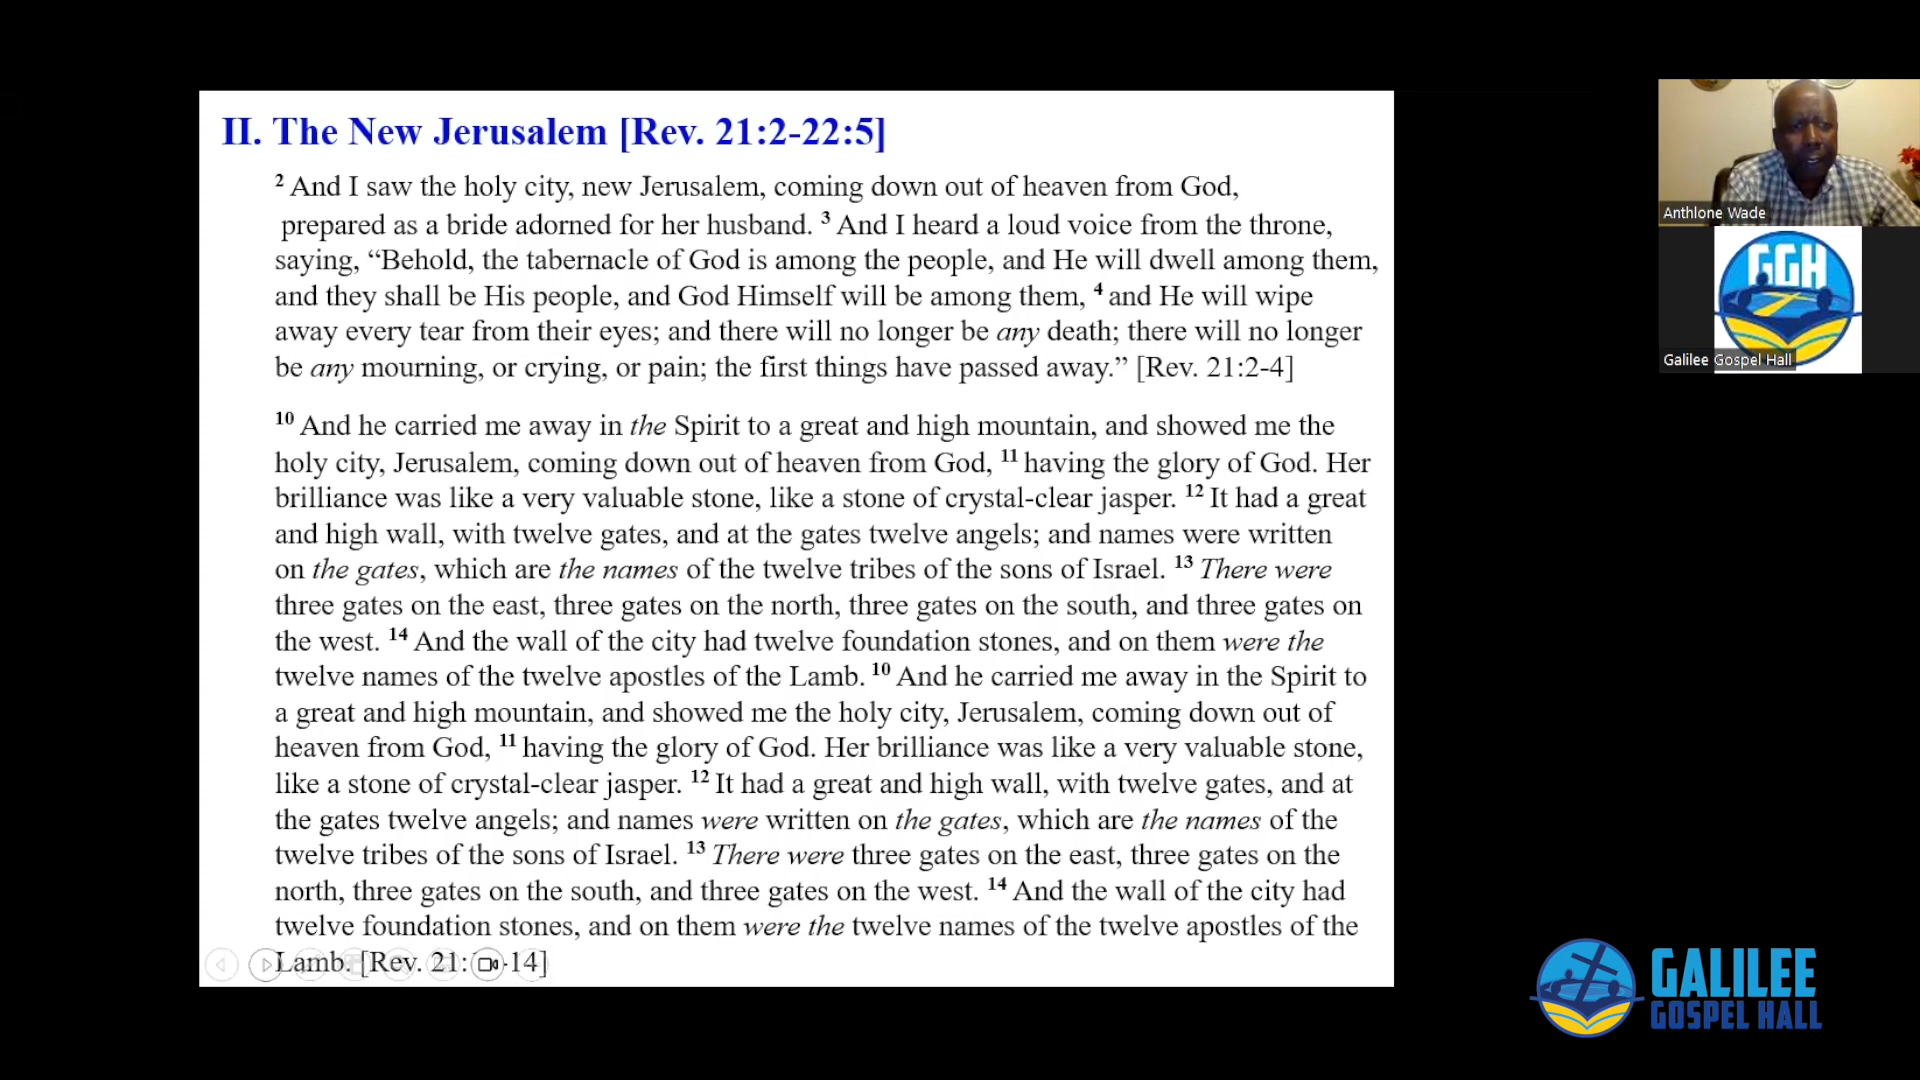 II. The New Jerusalem [Rev. 21:2-22:5]
2 And I saw the holy city, new Jerusalem, coming down out of heaven from God,
prepared as a bride adorned for her husband. 3 And I heard a loud voice from the throne,
saying, “Behold, the tabernacle of God is among the people, and He will dwell among them,
and they shall be His people, and God Himself will be among them, 4 and He will wipe
away every tear from their eyes; and there will no longer be any death; there will no longer
be any mourning, or crying, or pain; the first things have passed away.” [Rev. 21:2-4]
10 And he carried me away in the Spirit to a great and high mountain, and showed me the
holy city, Jerusalem, coming down out of heaven from God, 11 having the glory of God. Her
brilliance was like a very valuable stone, like a stone of crystal-clear jasper. 12 It had a great
and high wall, with twelve gates, and at the gates twelve angels; and names were written
on the gates, which are the names of the twelve tribes of the sons of Israel. 13 There were
three gates on the east, three gates on the north, three gates on the south, and three gates on
the west. 14 And the wall of the city had twelve foundation stones, and on them were the
twelve names of the twelve apostles of the Lamb. 10 And he carried me away in the Spirit to
a great and high mountain, and showed me the holy city, Jerusalem, coming down out of
heaven from God, 11 having the glory of God. Her brilliance was like a very valuable stone,
like a stone of crystal-clear jasper. 12 It had a great and high wall, with twelve gates, and at
the gates twelve angels; and names were written on the gates, which are the names of the
twelve tribes of the sons of Israel. 13 There were three gates on the east, three gates on the
north, three gates on the south, and three gates on the west. 14 And the wall of the city had
twelve foundation stones, and on them were the twelve names of the twelve apostles of the
Lamb. [Rev. 21: -14]
Anthlone Wade
GGH
Galilee Gospel Hall
GALILEE
GOSPEL HALL